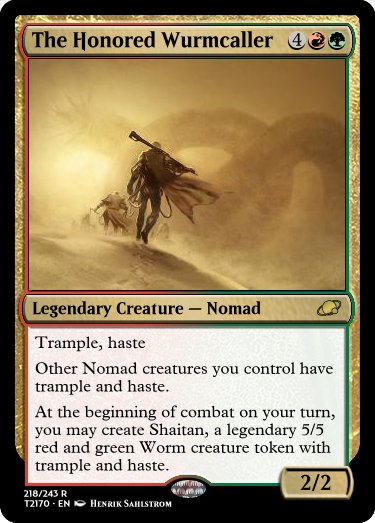 The Honored Wurmcaller 4
Legendary Creature — Nomad
Trample, haste
Other Nomad creatures you control have
trample and haste.
At the beginning of combat on your turn,
you may create Shaitan, a legendary 5/5
red and green Worm creature token with
trample and haste.
2/2
218/243 R
T2170 · EN Henrik Sahlstrom